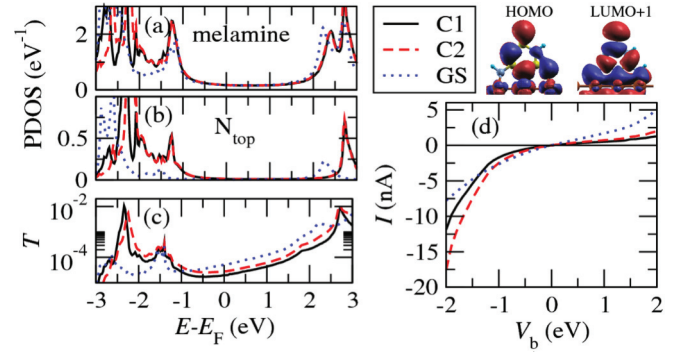 PDOS (eV⁻¹)
(a)
melamine
2
0
(b)
N_top
0.5
0
(c)
T
10⁻²
10⁻⁴
-3 -2 -1 0 1 2 3
E-E_F (eV)
C1
C2
GS
HOMO
LUMO+1
(d)
I (nA)
5
0
-5
-10
-15
-20
-2 -1 0 1 2
V_b (eV)